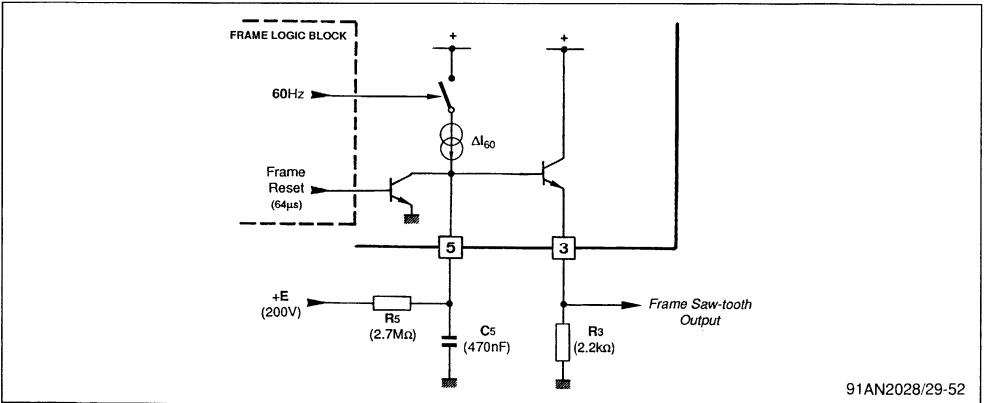 FRAME LOGIC BLOCK
+
+
60Hz
ΔI60
Frame
Reset
(64µs)
5
3
+E
(200V)
R5
(2.7MΩ)
C5
(470nF)
Frame Saw-tooth
Output
R3
(2.2kΩ)
91AN2028/29-52